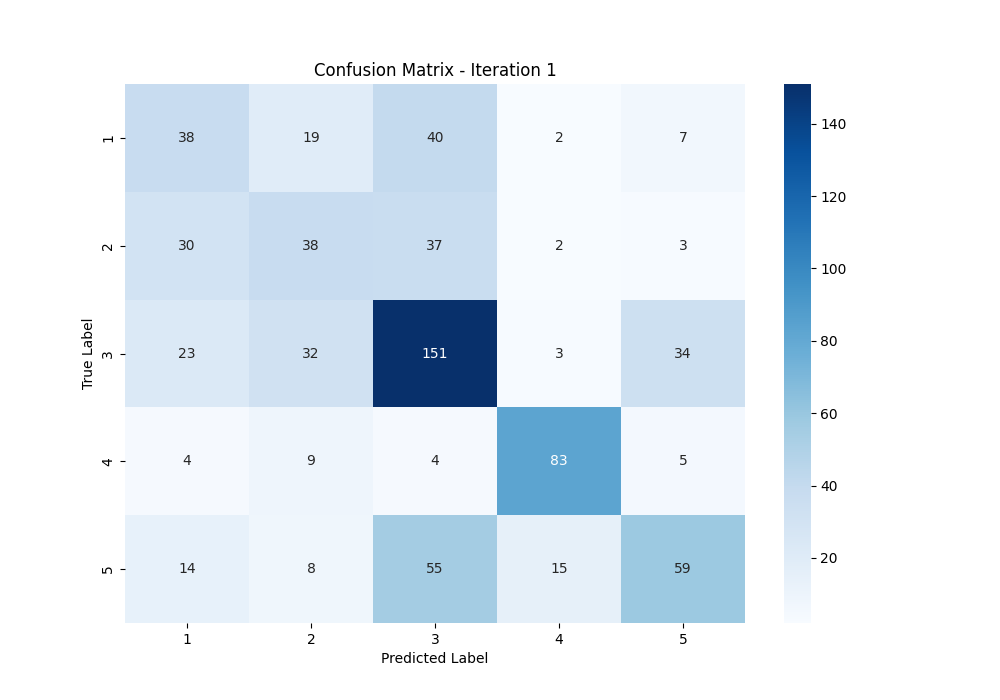 Confusion Matrix - Iteration 1
1 38 19 40 2 7
2 30 38 37 2 3
3 23 32 151 3 34
4 4 9 4 83 5
5 14 8 55 15 59
1 2 3 4 5
Predicted Label
True Label
140
120
100
80
60
40
20